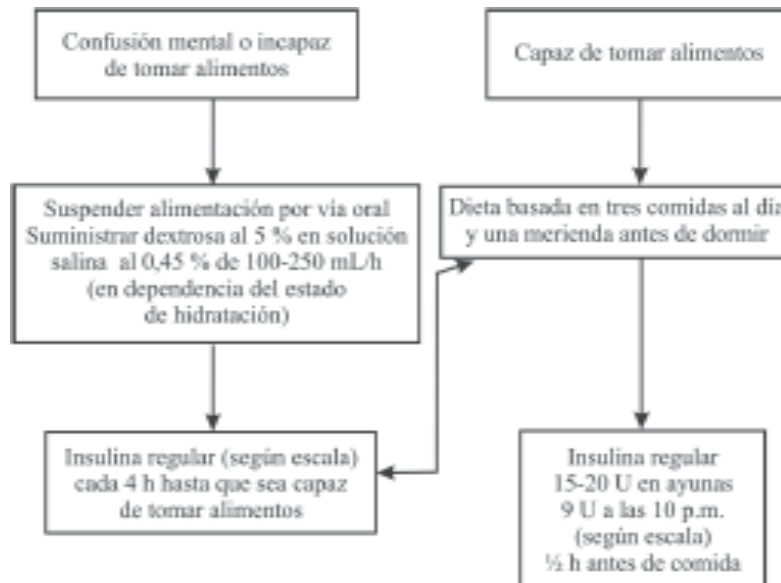 Confusión mental o incapaz
de tomar alimentos
Capaz de tomar alimentos
Suspender alimentación por via oral
Suministrar dextrosa al 5 % en solución
salina al 0,45 % de 100-250 mL/h
(en dependencia del estado
de hidratación)
Dieta basada en tres comidas al día
y una merienda antes de dormir
Insulina regular (según escala)
cada 4 h hasta que sea capaz
de tomar alimentos
Insulina regular
15-20 U en ayunas
9 U a las 10 p.m.
(según escala)
½ h antes de comida